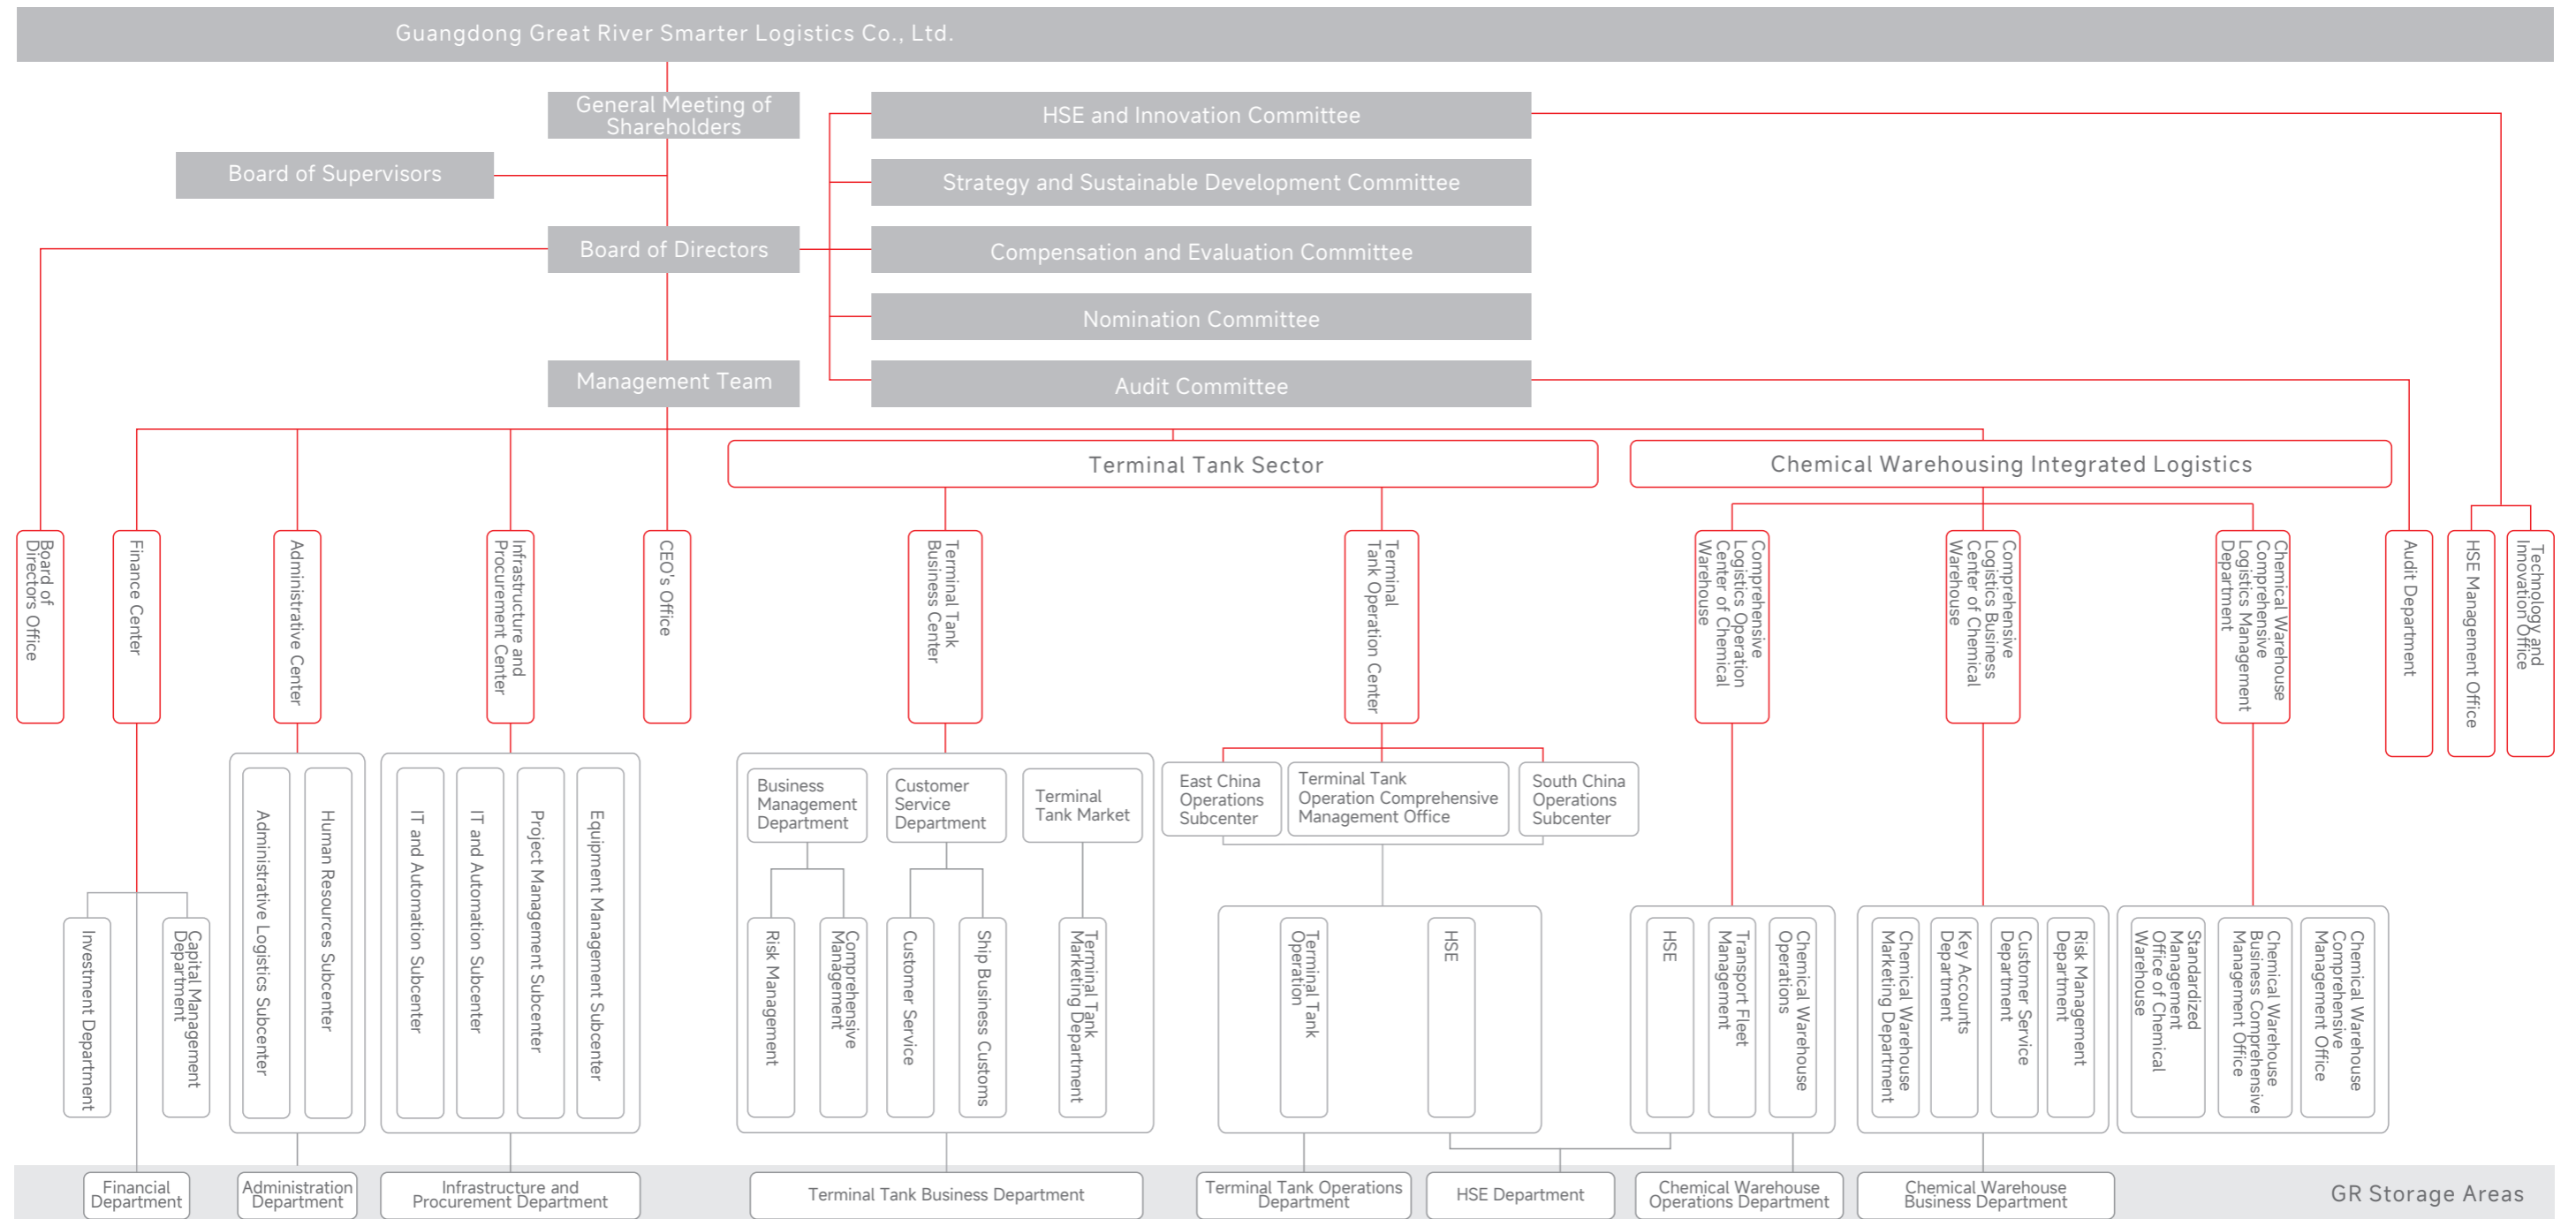 Guangdong Great River Smarter Logistics Co., Ltd.
General Meeting of
Shareholders
HSE and Innovation Committee
Board of Supervisors
Strategy and Sustainable Development Committee
Board of Directors
Compensation and Evaluation Committee
Nomination Committee
Management Team
Audit Committee
Terminal Tank Sector
Chemical Warehousing Integrated Logistics
Board of
Directors Office
Finance Center
Administrative Center
Infrastructure and
Procurement Center
CEO's Office
Terminal Tank
Business Center
Terminal
Tank Operation Center
Comprehensive
Logistics Operation
Center of Chemical
Warehouse
Comprehensive
Logistics Business
Center of Chemical
Warehouse
Chemical Warehouse
Comprehensive
Logistics Management
Department
Audit Department
HSE Management Office
Technology and
Innovation Office
Administrative Logistics Subcenter
Human Resources Subcenter
IT and Automation Subcenter
IT and Automation Subcenter
Project Management Subcenter
Equipment Management Subcenter
Business
Management
Department
Customer
Service
Department
Terminal
Tank Market
East China
Operations
Subcenter
Terminal Tank
Operation Comprehensive
Management Office
South China
Operations
Subcenter
Investment Department
Capital Management
Department
Risk Management
Comprehensive
Management
Customer Service
Ship Business Customs
Terminal Tank
Marketing Department
Terminal Tank
Operation
HSE
HSE
Transport Fleet
Management
Chemical Warehouse
Operations
Chemical Warehouse
Marketing Department
Key Accounts
Department
Customer Service
Department
Risk Management
Department
Standardized
Management
Office of Chemical
Warehouse
Chemical Warehouse
Business Comprehensive
Management Office
Chemical Warehouse
Comprehensive
Management Office
Financial
Department
Administration
Department
Infrastructure and
Procurement Department
Terminal Tank Business Department
Terminal Tank Operations
Department
HSE Department
Chemical Warehouse
Operations Department
Chemical Warehouse
Business Department
GR Storage Areas